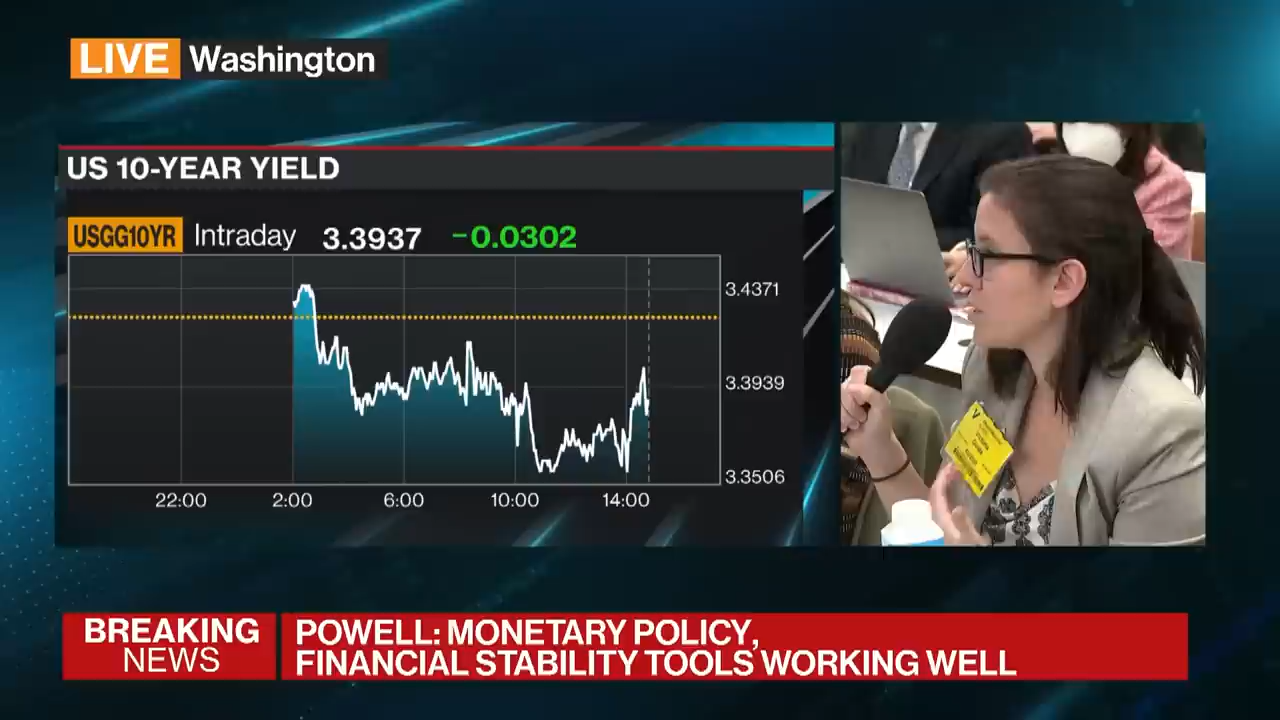 LIVE Washington
US 10-YEAR YIELD
USGG10YR Intraday 3.3937 -0.0302
3.4371
3.3939
3.3506
22:00 2:00 6:00 10:00 14:00
V
BREAKING
NEWS
POWELL: MONETARY POLICY,
FINANCIAL STABILITY TOOLS WORKING WELL